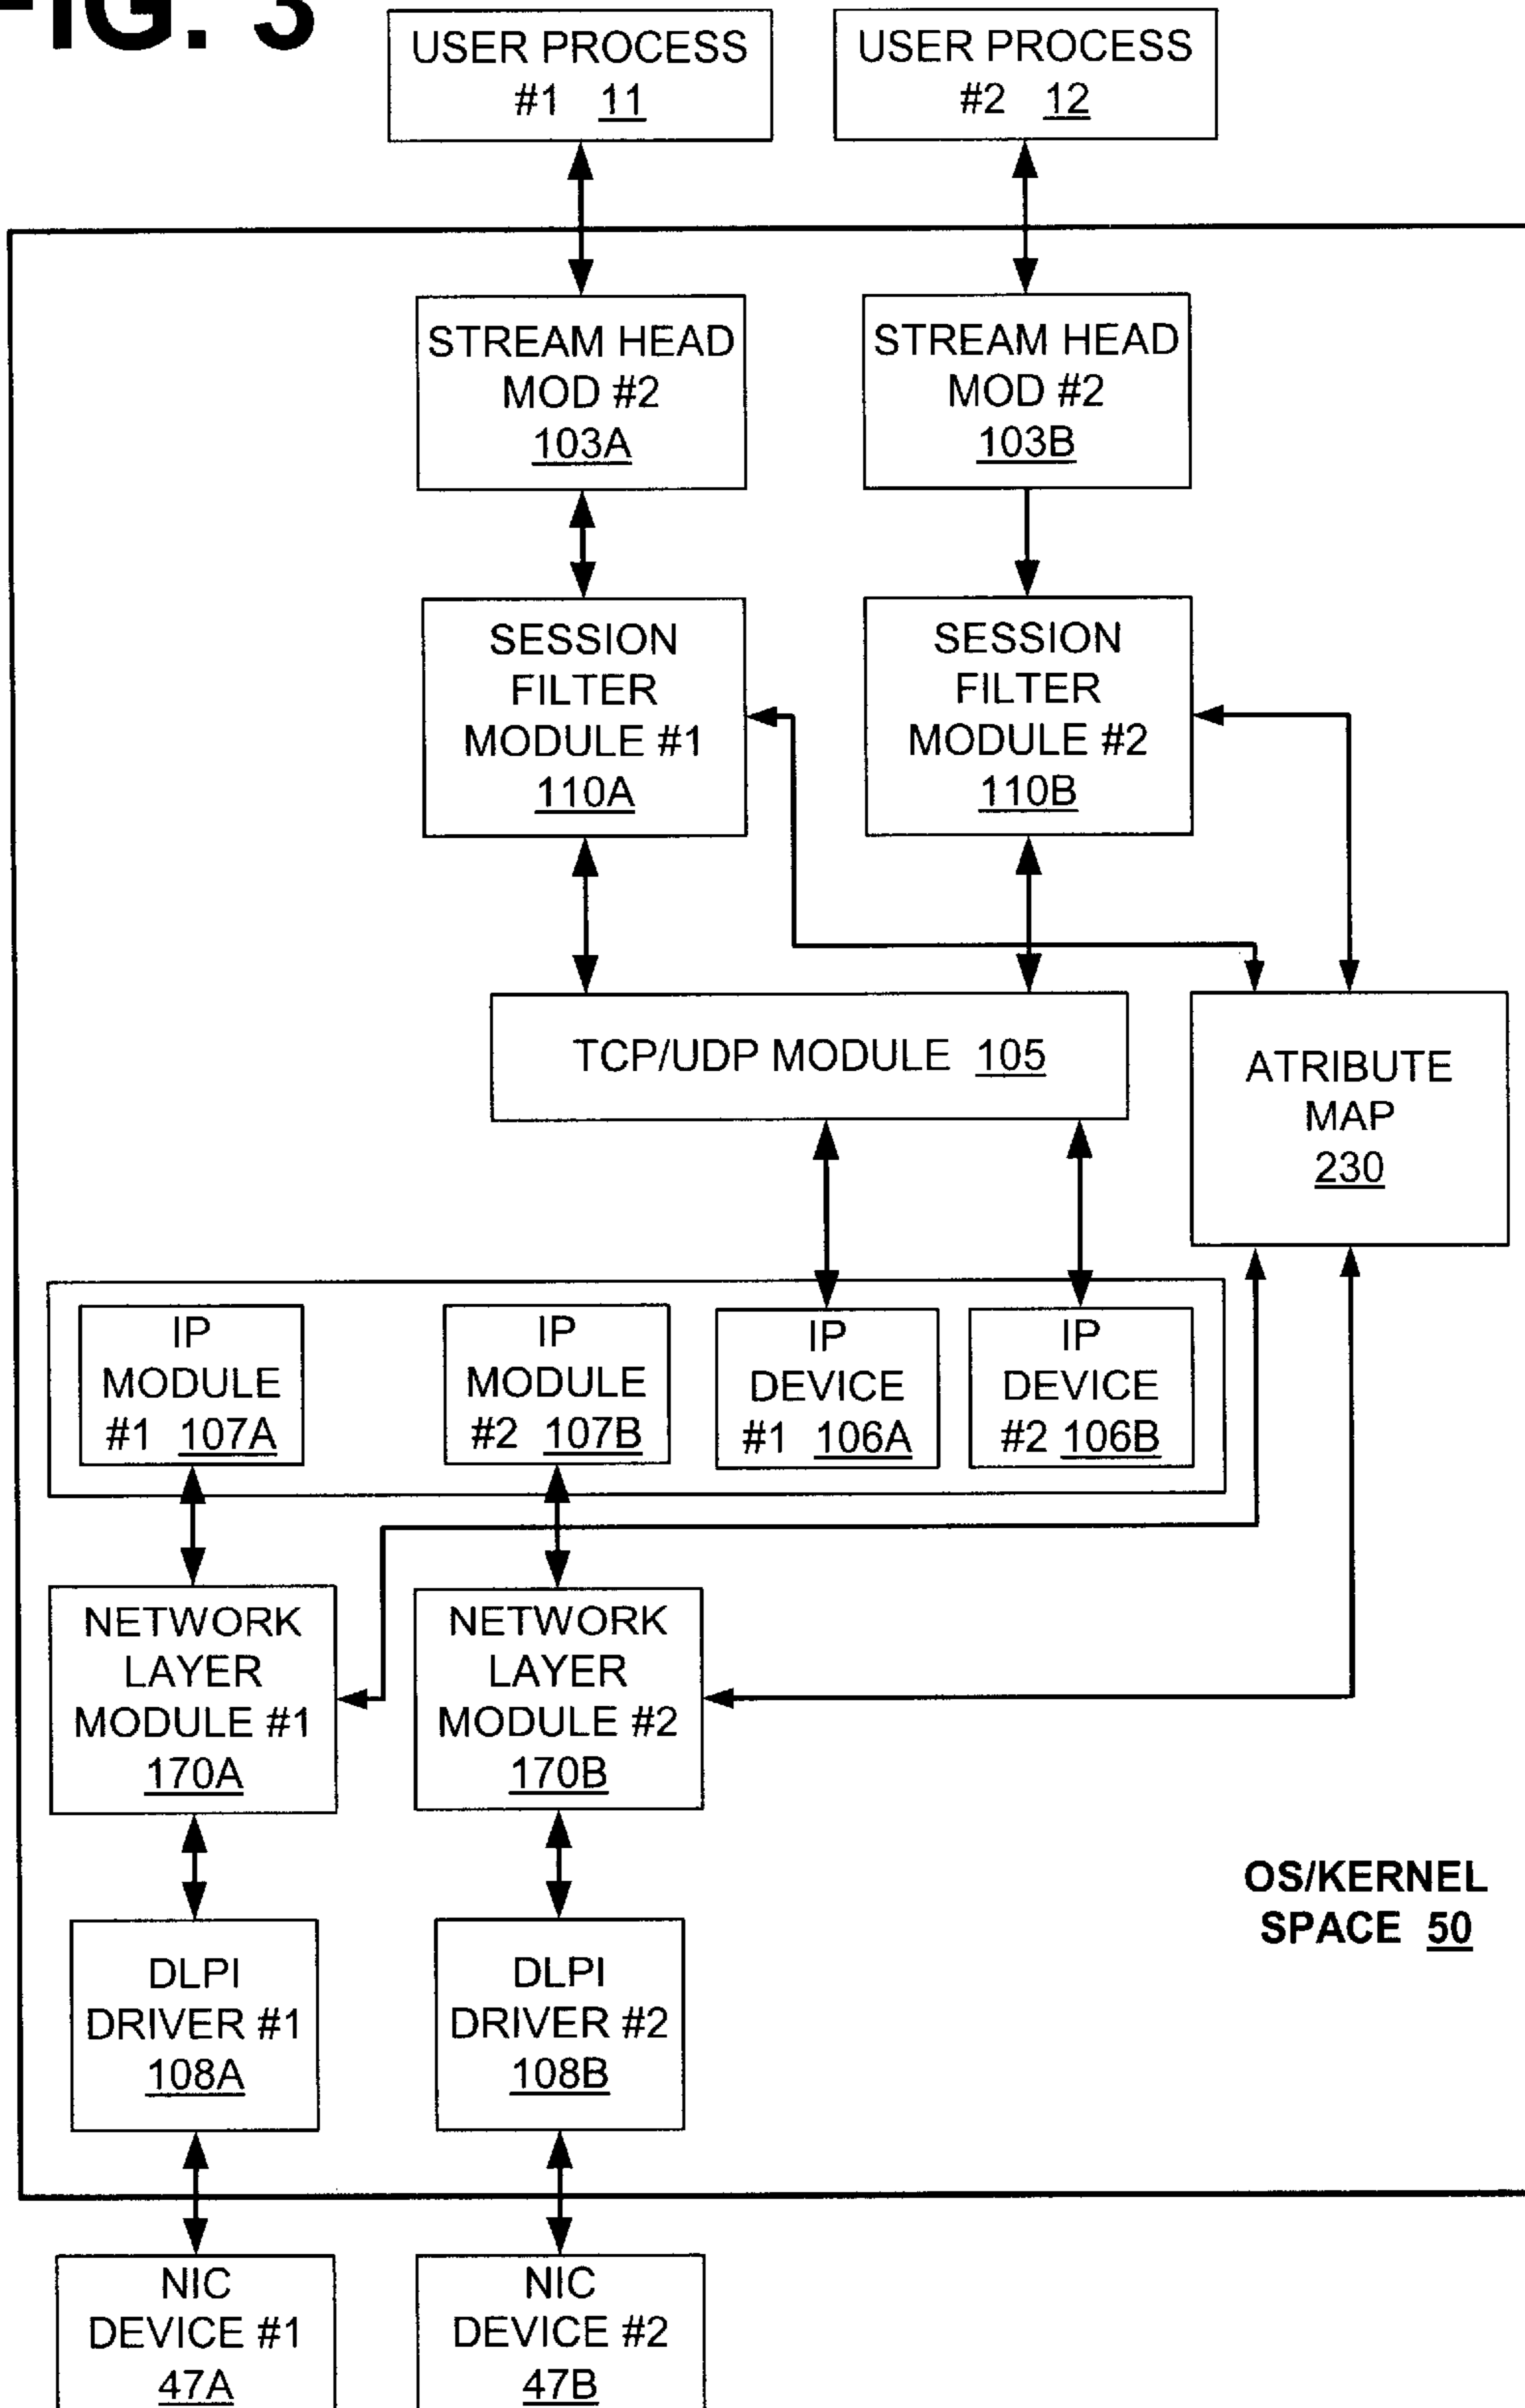 FIG. 3
USER PROCESS
#1 11
USER PROCESS
#2 12
STREAM HEAD
MOD #2
103A
STREAM HEAD
MOD #2
103B
SESSION
FILTER
MODULE #1
110A
SESSION
FILTER
MODULE #2
110B
TCP/UDP MODULE 105
ATRIBUTE
MAP
230
IP
MODULE
#1 107A
IP
MODULE
#2 107B
IP
DEVICE
#1 106A
IP
DEVICE
#2 106B
NETWORK
LAYER
MODULE #1
170A
NETWORK
LAYER
MODULE #2
170B
OS/KERNEL
SPACE 50
DLPI
DRIVER #1
108A
DLPI
DRIVER #2
108B
NIC
DEVICE #1
47A
NIC
DEVICE #2
47B